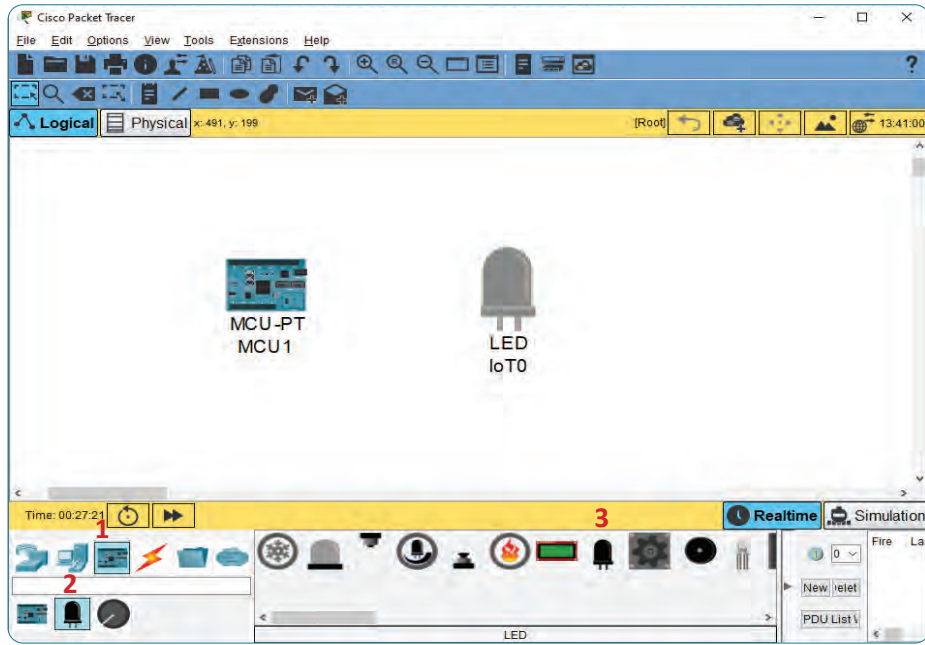 Cisco Packet Tracer
File Edit Options View Tools Extensions Help
?
Logical Physical x: 491, y: 199 [Root] 13:41:00
MCU-PT
MCU1
LED
IoT0
Time: 00:27:21 Realtime Simulation
1
3
2
0
Fire La
New elet
PDU List
LED